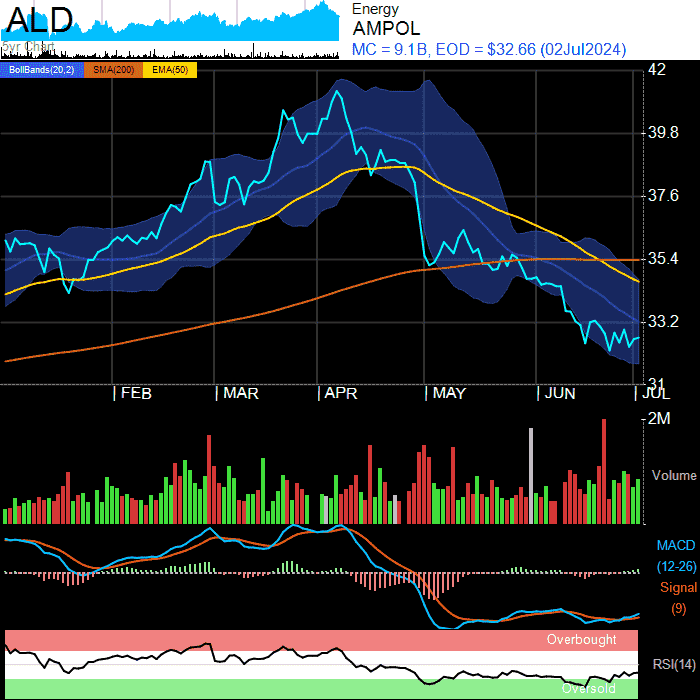 ALD
5yr Chart
Energy
AMPOL
MC = 9.1B, EOD = $32.66 (02Jul2024)
BollBands(20,2) SMA(200) EMA(50)
42
39.8
37.6
35.4
33.2
31
FEB MAR APR MAY JUN JUL
2M
Volume
MACD
(12-26)
Signal
(9)
Overbought
RSI(14)
Oversold